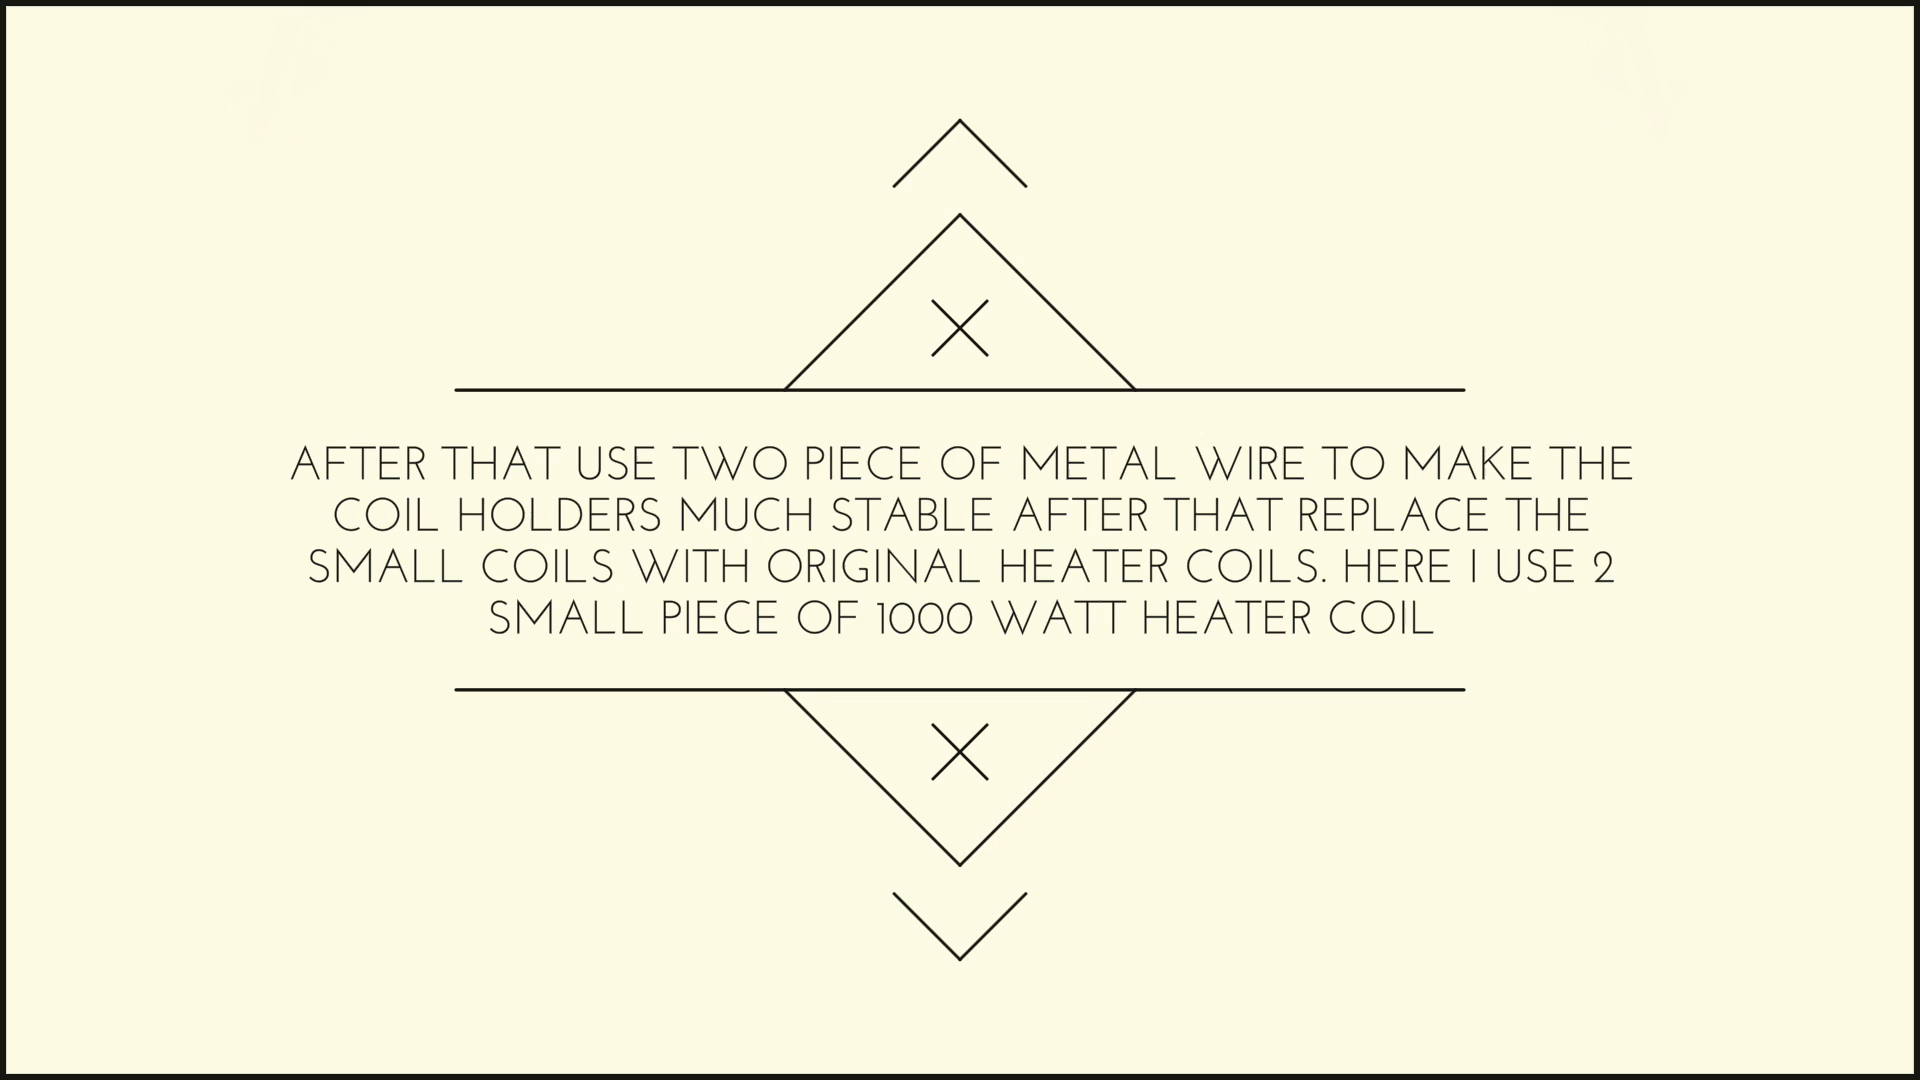 AFTER THAT USE TWO PIECE OF METAL WIRE TO MAKE THE
COIL HOLDERS MUCH STABLE AFTER THAT REPLACE THE
SMALL COILS WITH ORIGINAL HEATER COILS. HERE I USE 2
SMALL PIECE OF 1000 WATT HEATER COIL